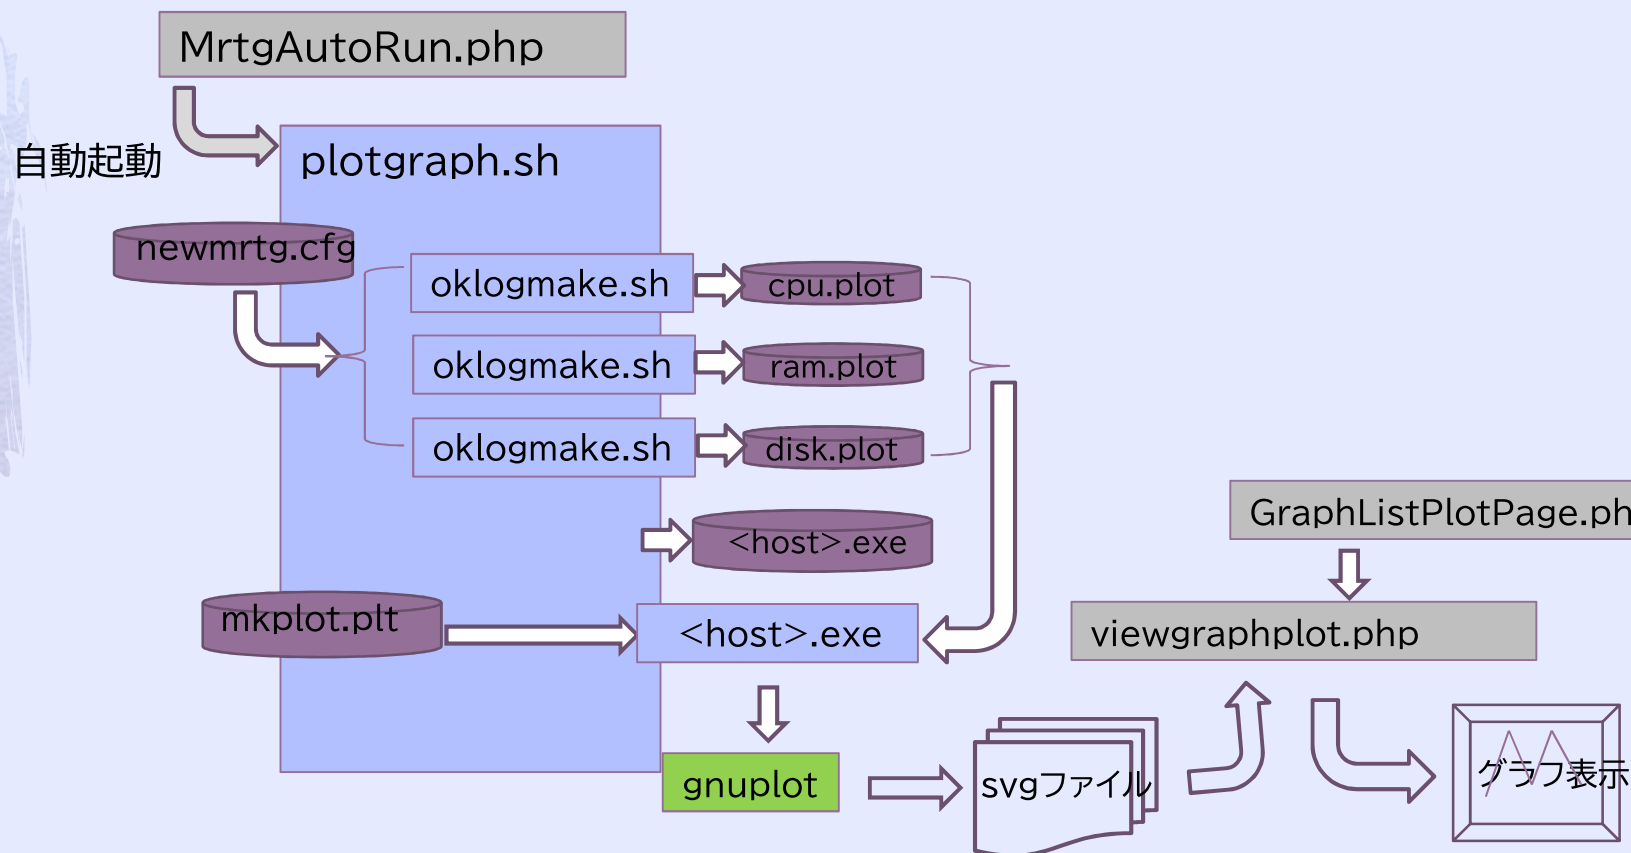 MrtgAutoRun.php
自動起動
plotgraph.sh
newmrtg.cfg
oklogmake.sh
cpu.plot
oklogmake.sh
ram.plot
oklogmake.sh
disk.plot
<host>.exe
GraphListPlotPage.ph
mkplot.plt
<host>.exe
viewgraphplot.php
gnuplot
svgファイル
グラフ表示